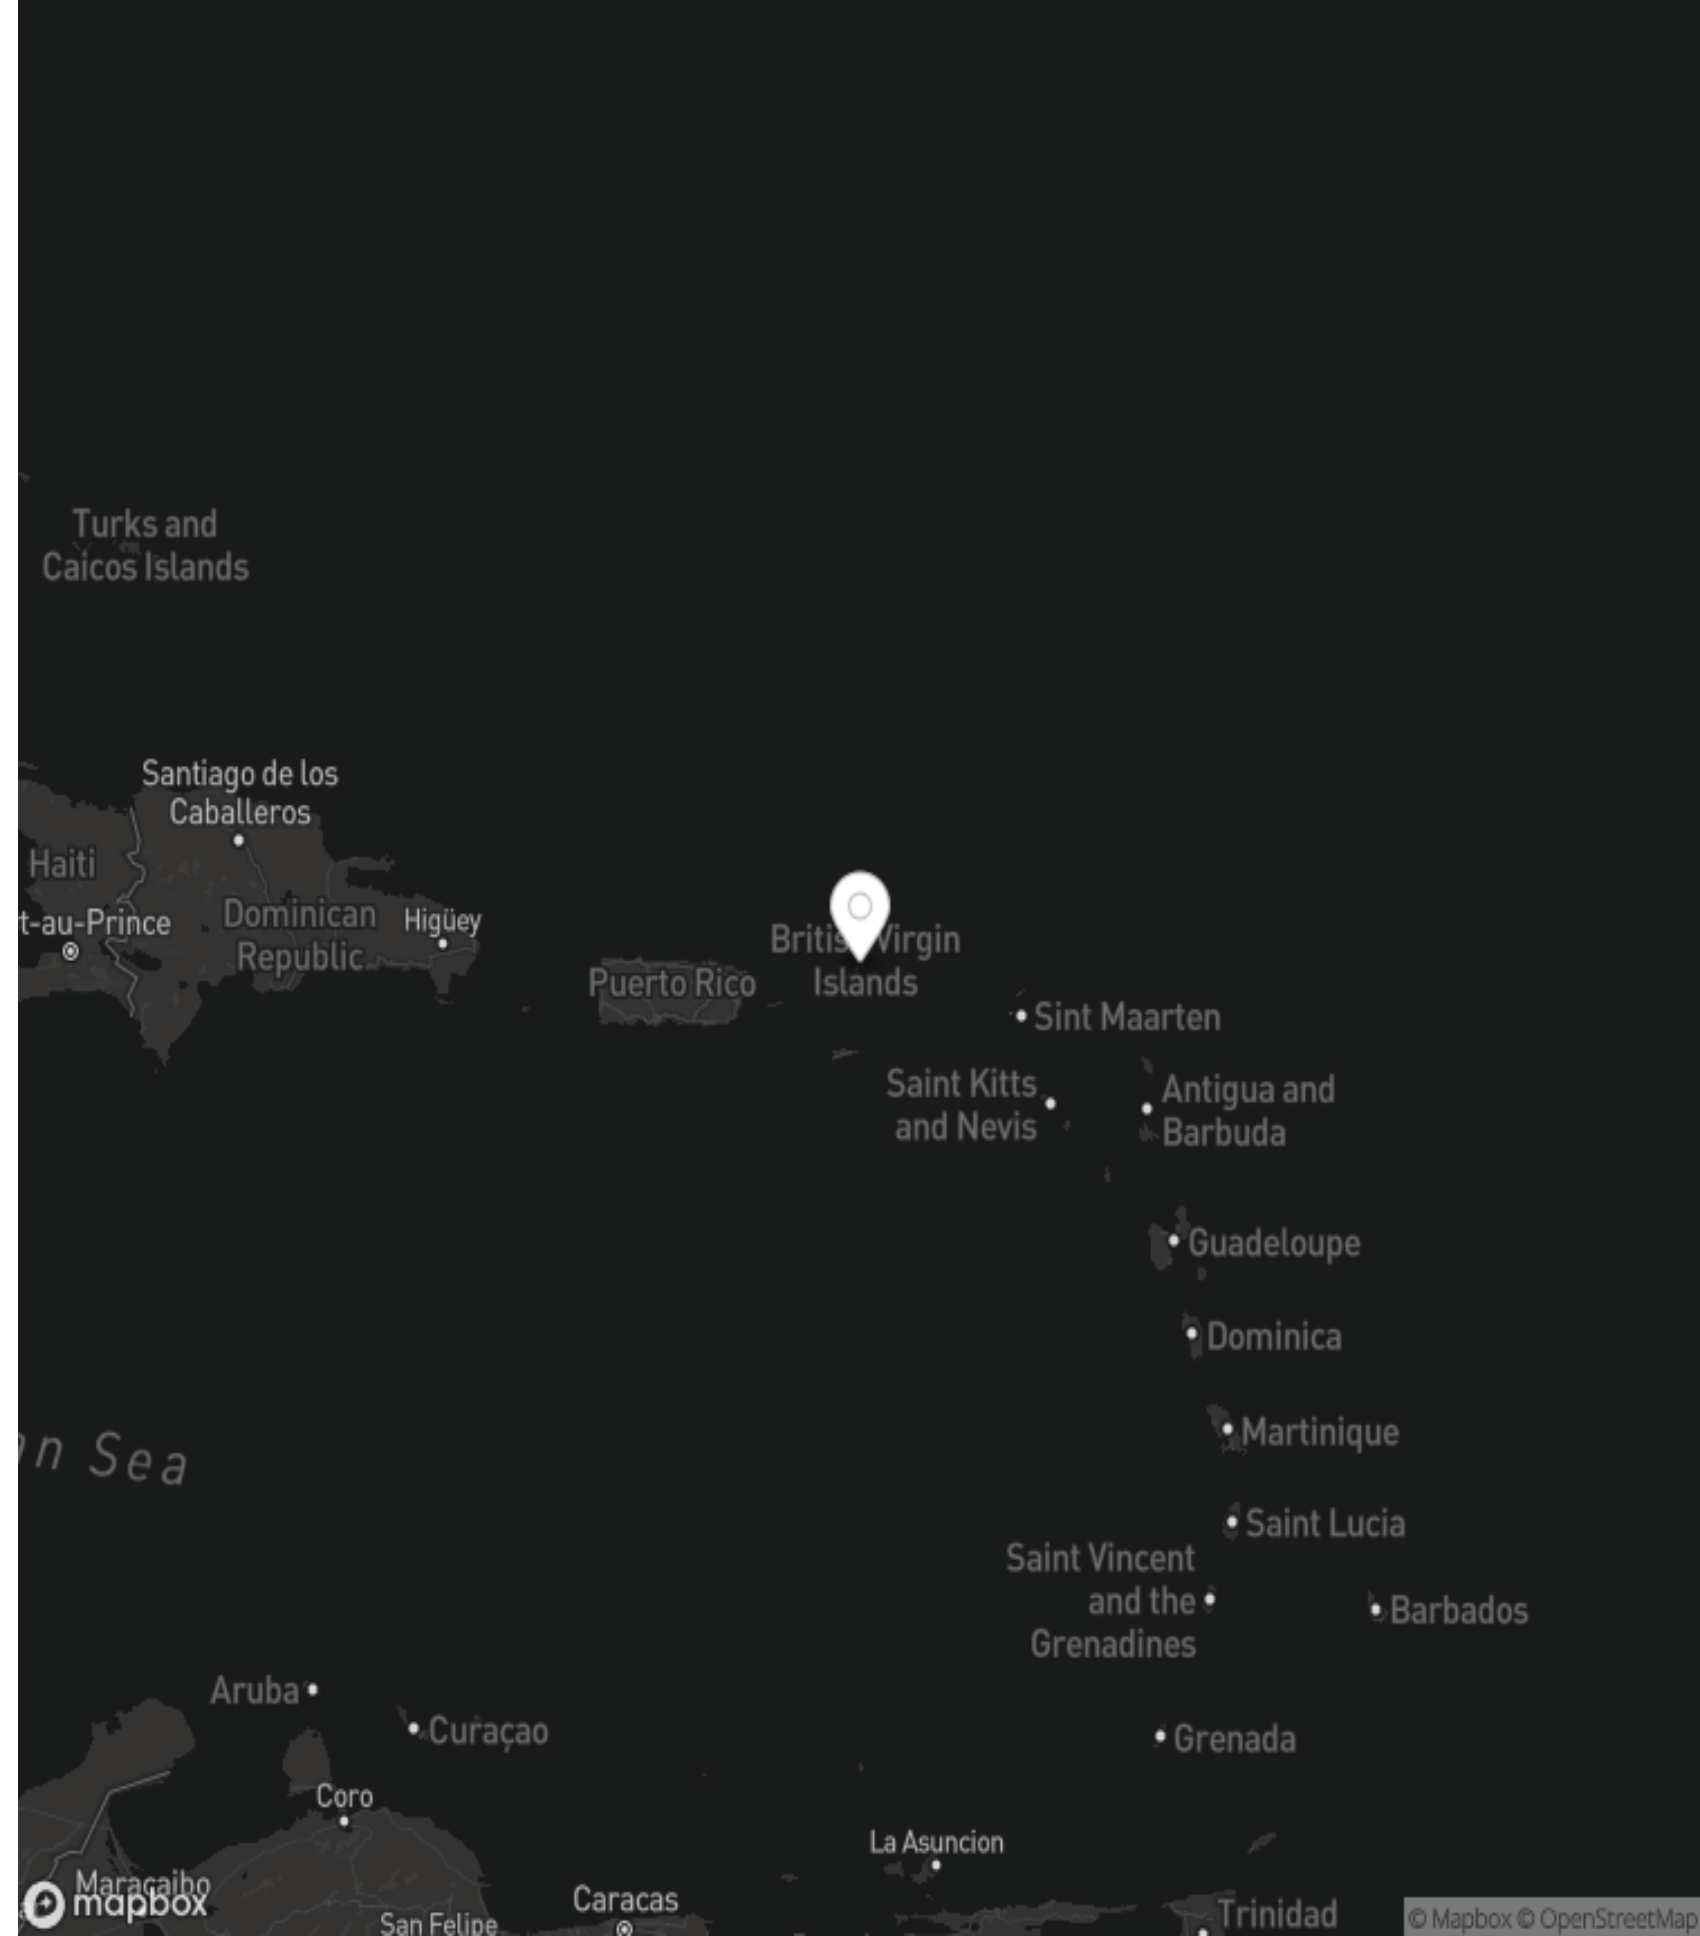 Turks and
Caicos Islands
Santiago de los
Caballeros
Haiti
t-au-Prince
Dominican
Republic
Higüey
Puerto Rico
British Virgin
Islands
Sint Maarten
Saint Kitts
and Nevis
Antigua and
Barbuda
Guadeloupe
Dominica
Martinique
n Sea
Saint Lucia
Saint Vincent
and the
Grenadines
Barbados
Aruba
Curaçao
Grenada
Coro
La Asuncion
Maracaibo
mapbox
Caracas
San Felipe
Trinidad
© Mapbox © OpenStreetMap